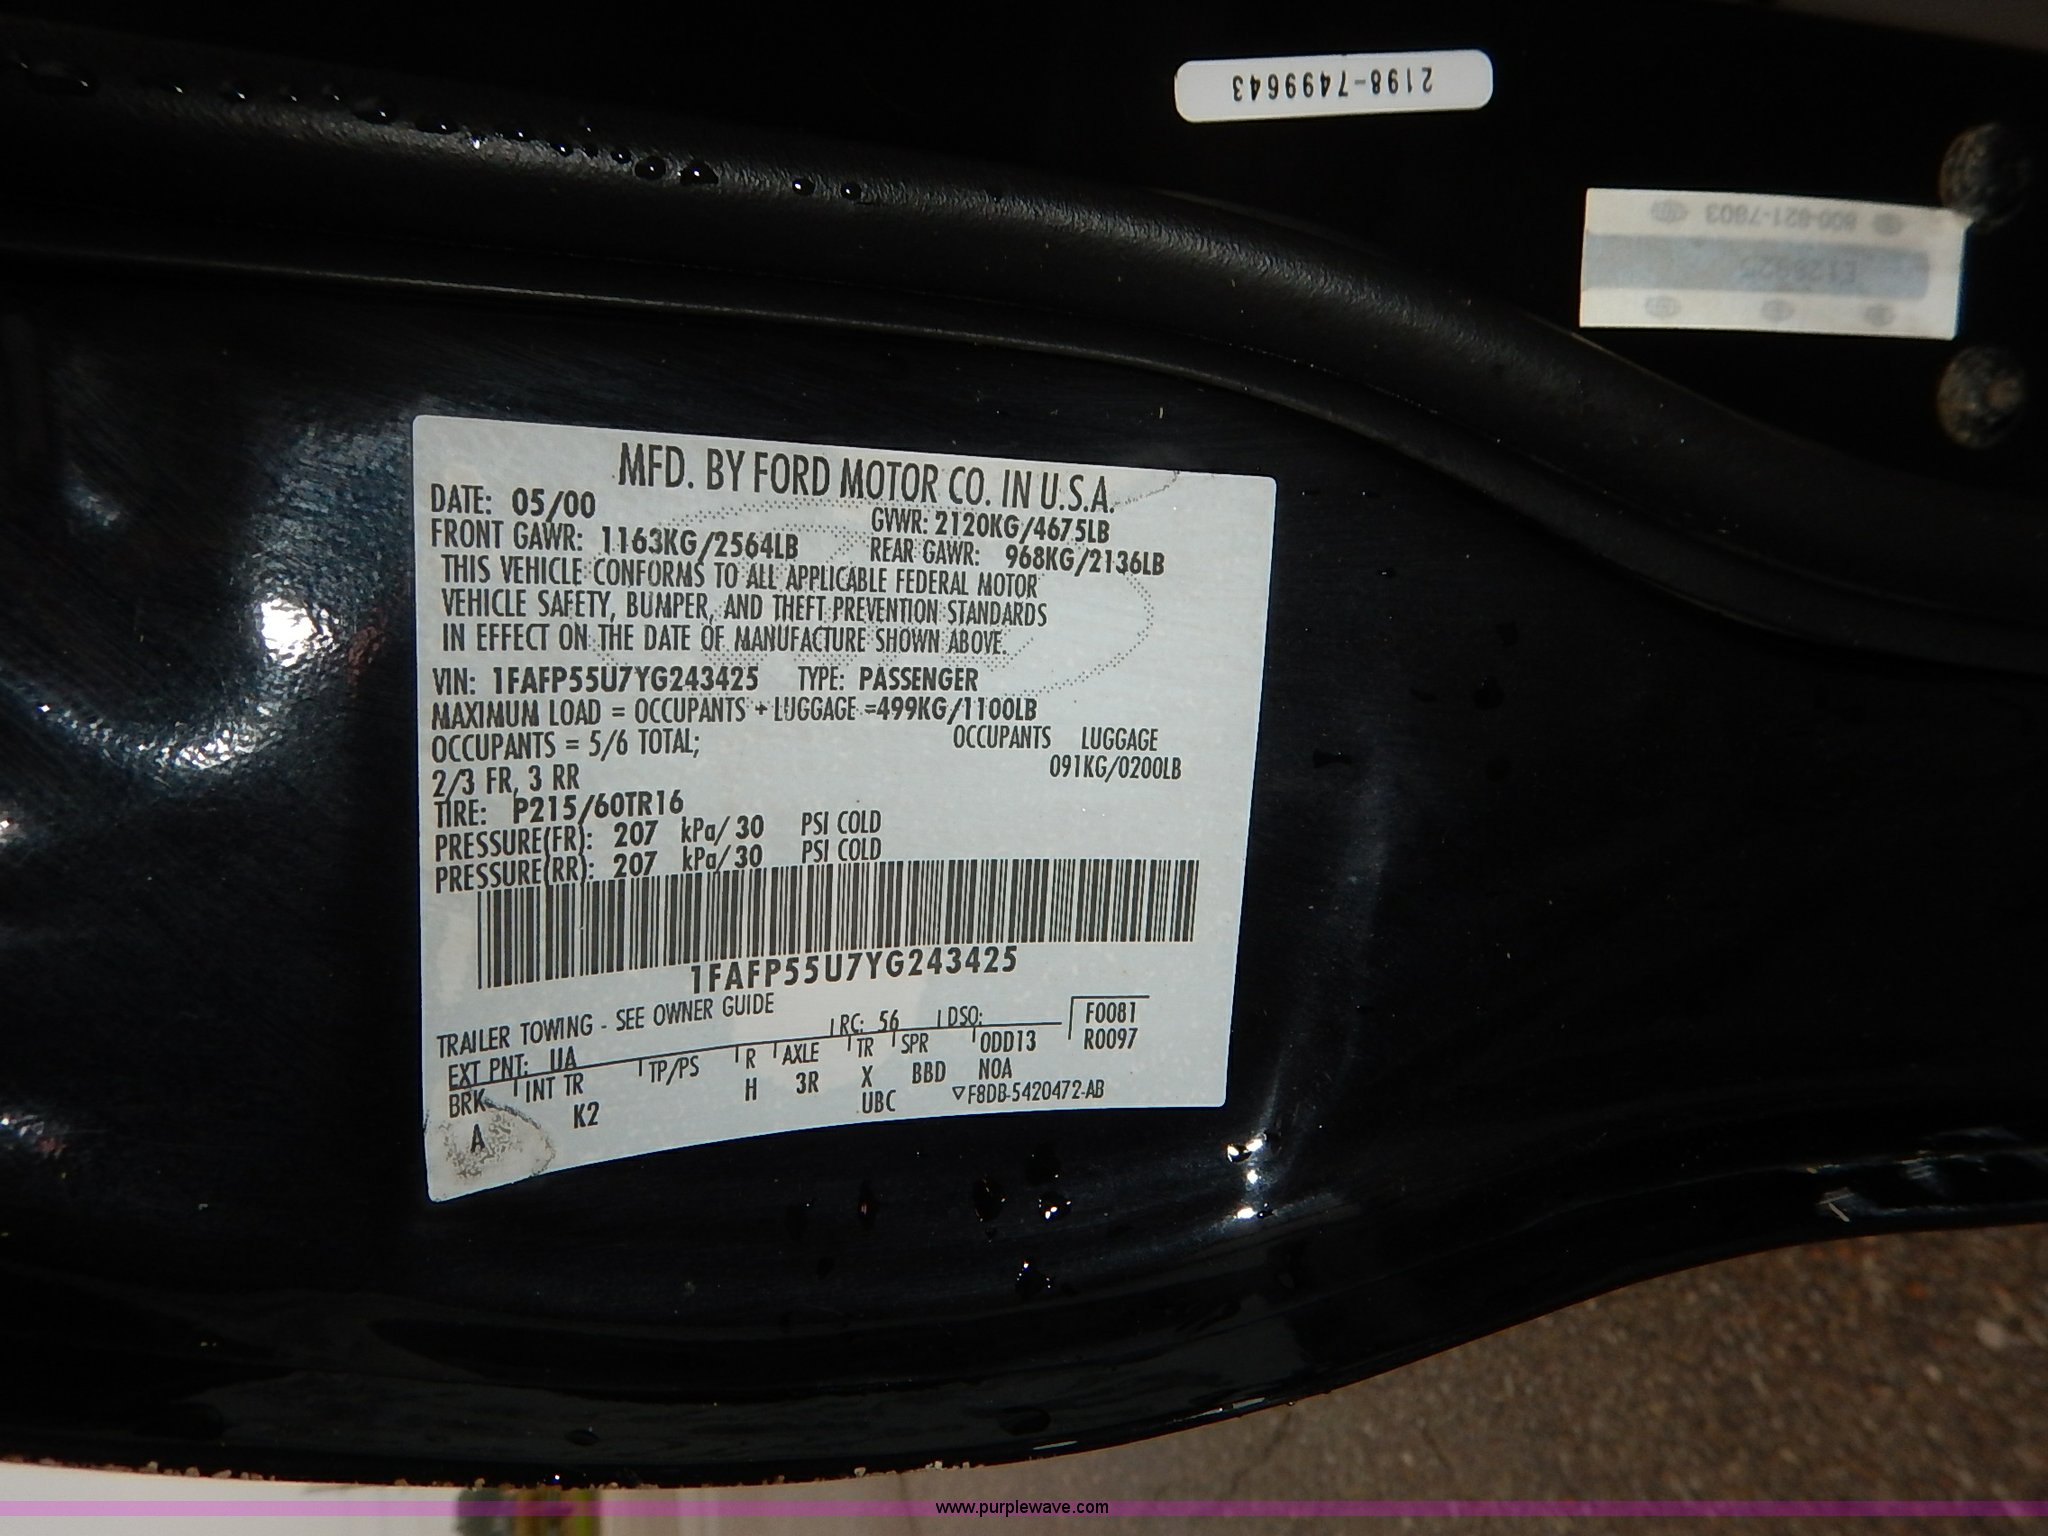 2198-7499643
800-821-7803
E128825
MFD. BY FORD MOTOR CO. IN U.S.A.
DATE: 05/00 GVWR: 2120KG/4675LB
FRONT GAWR: 1163KG/2564LB REAR GAWR: 968KG/2136LB
THIS VEHICLE CONFORMS TO ALL APPLICABLE FEDERAL MOTOR
VEHICLE SAFETY, BUMPER, AND THEFT PREVENTION STANDARDS
IN EFFECT ON THE DATE OF MANUFACTURE SHOWN ABOVE.
VIN: 1FAFP55U7YG243425 TYPE: PASSENGER
MAXIMUM LOAD = OCCUPANTS + LUGGAGE =499KG/1100LB
OCCUPANTS = 5/6 TOTAL; OCCUPANTS LUGGAGE
2/3 FR, 3 RR 091KG/0200LB
TIRE: P215/60TR16
PRESSURE(FR): 207 kPa/ 30 PSI COLD
PRESSURE(RR): 207 kPa/ 30 PSI COLD
1FAFP55U7YG243425
TRAILER TOWING - SEE OWNER GUIDE
EXT PNT: UA RC: 56 DSO: F0081
BRK INT TR TP/PS R AXLE TR SPR ODD13 R0097
A K2 H 3R X BBD NOA
UBC ▽F8DB-5420472-AB
www.purplewave.com